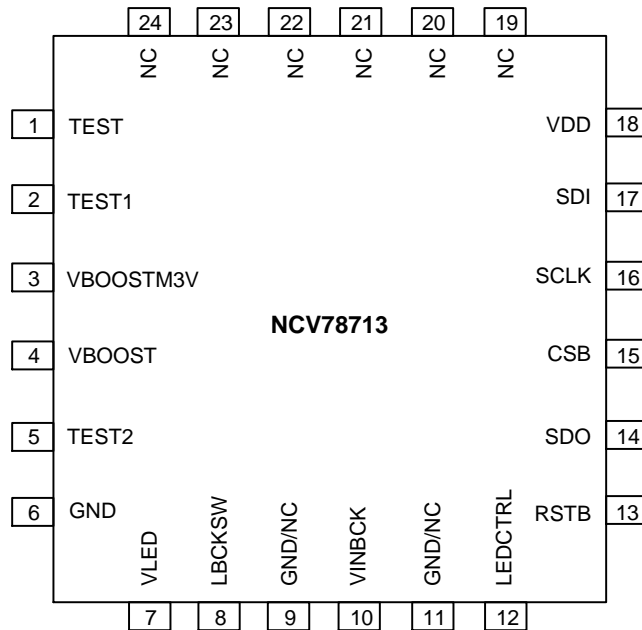 24 23 22 21 20 19
NC NC NC NC NC NC
1 TEST VDD 18
2 TEST1 SDI 17
3 VBOOSTM3V SCLK 16
NCV78713
4 VBOOST CSB 15
5 TEST2 SDO 14
6 GND RSTB 13
VLED LBCKSW GND/NC VINBCK GND/NC LEDCTRL
7 8 9 10 11 12